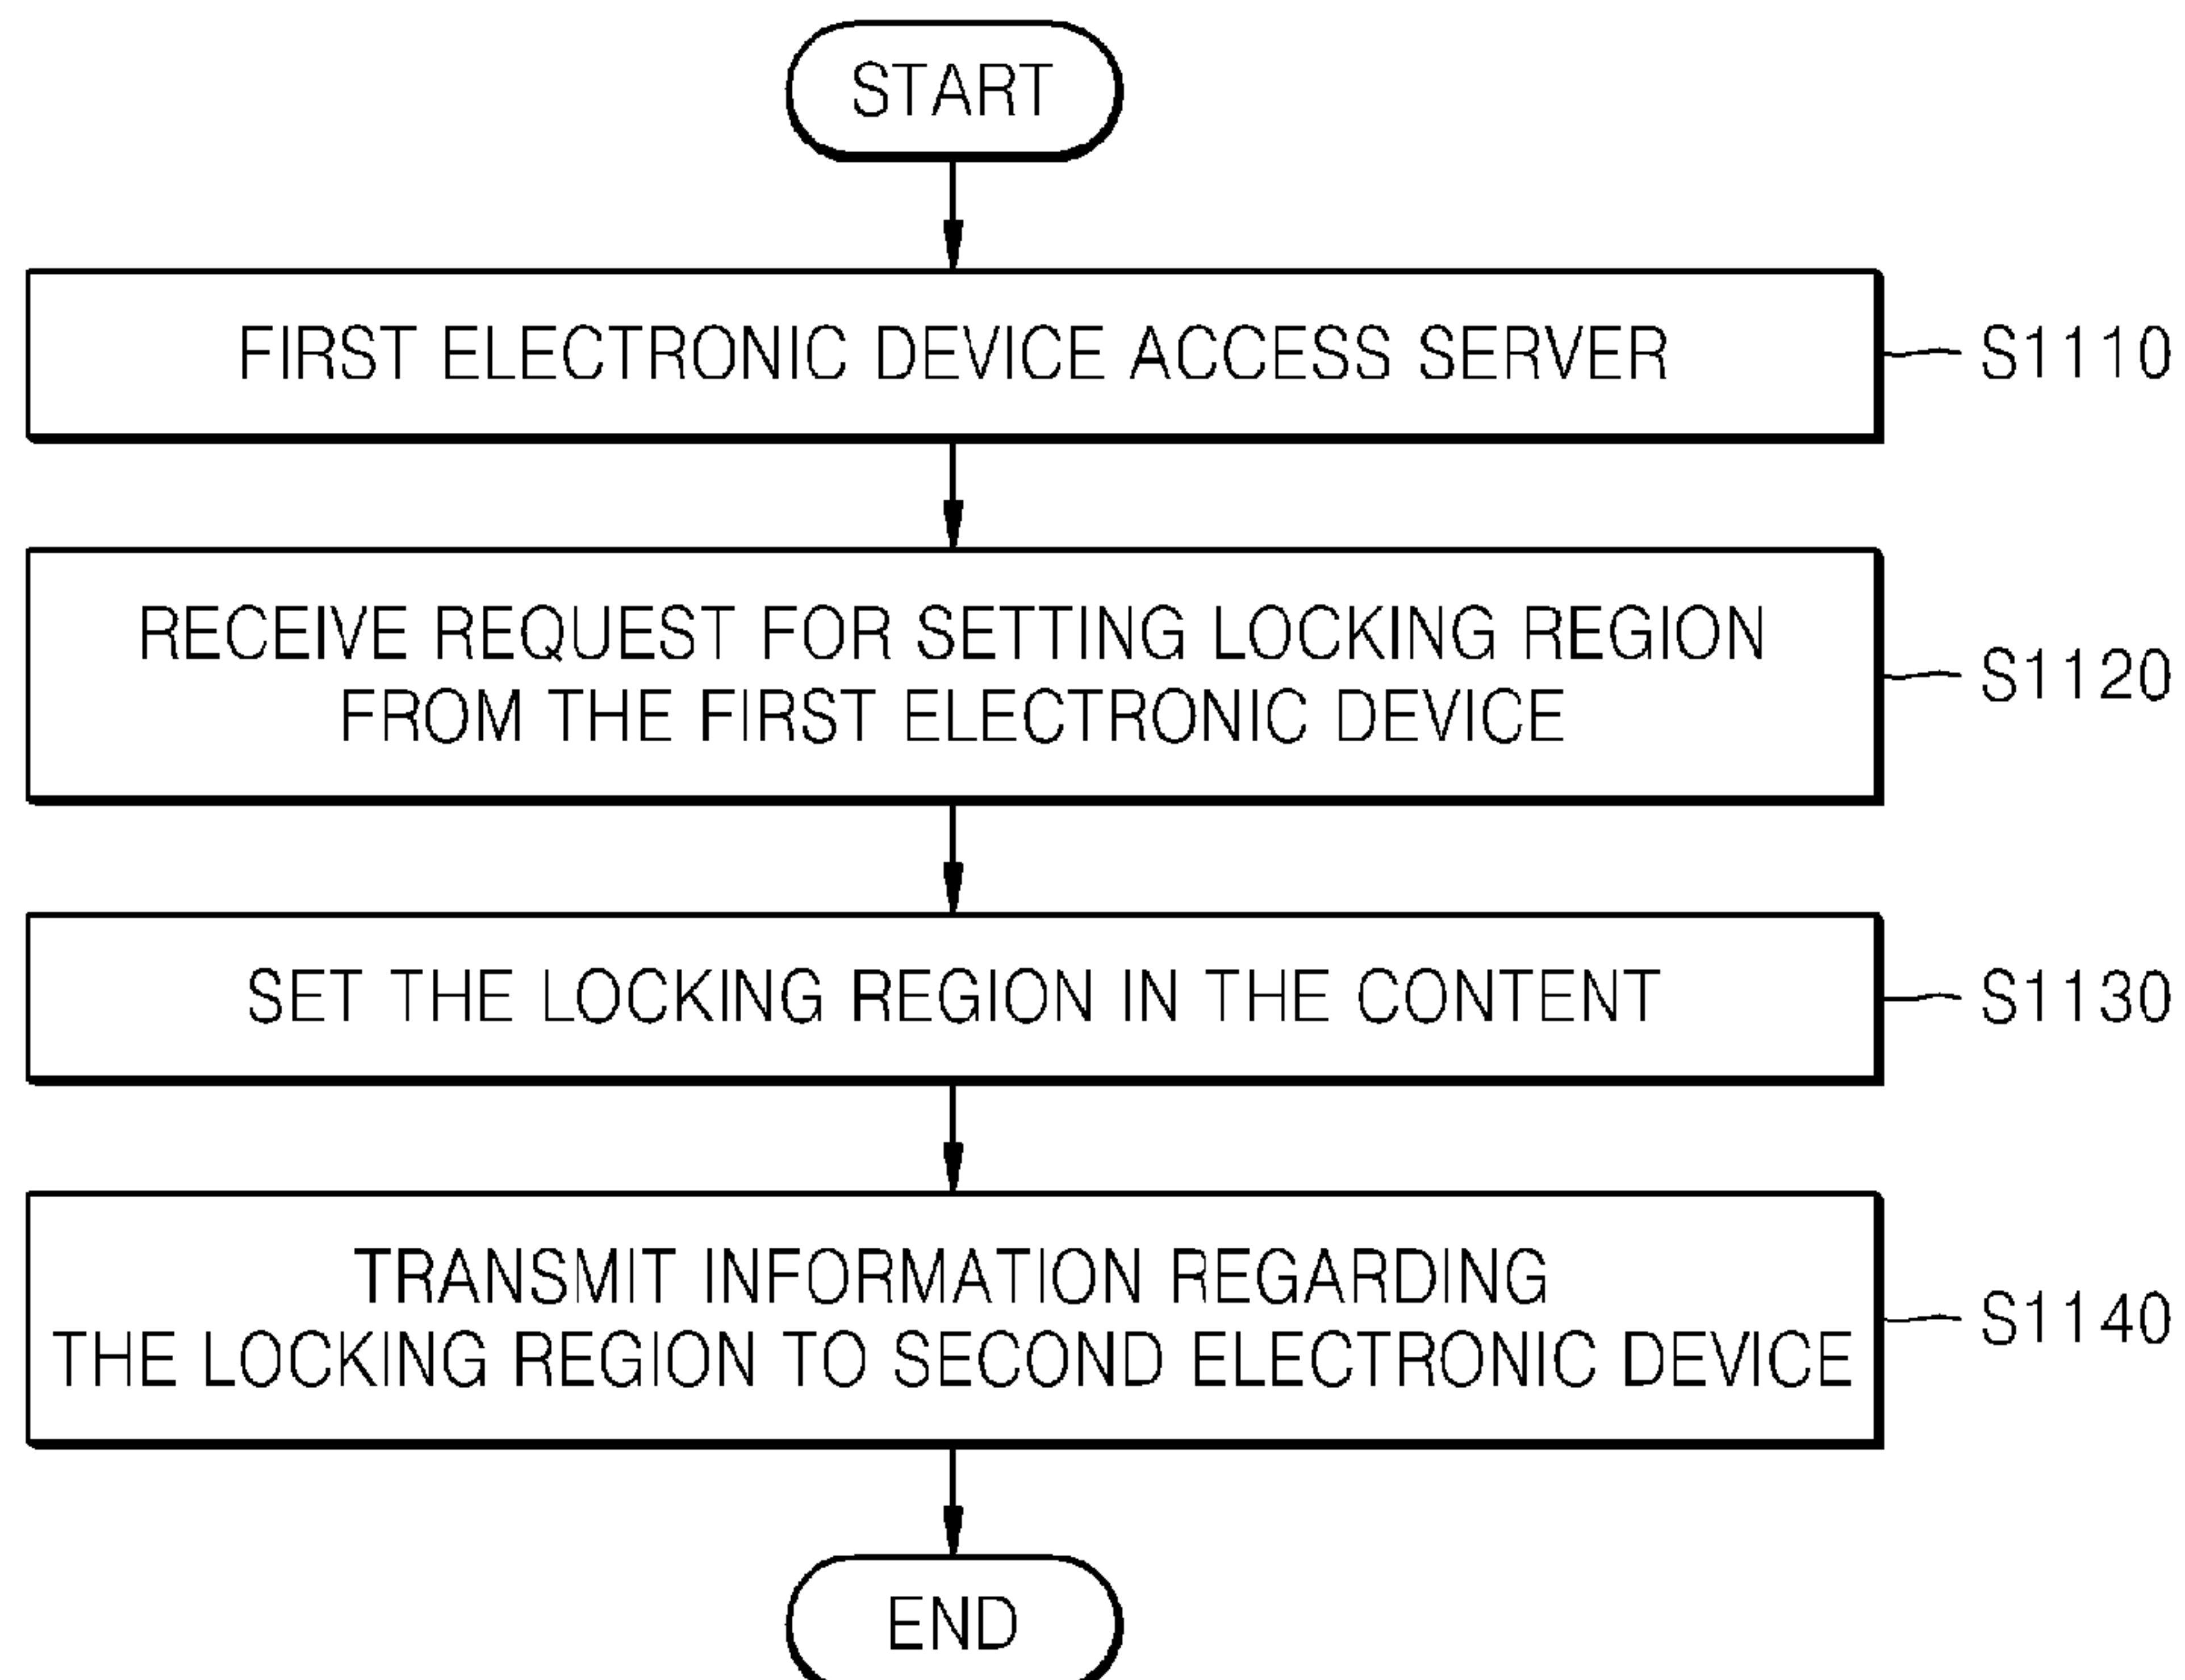 START
FIRST ELECTRONIC DEVICE ACCESS SERVER
S1110
RECEIVE REQUEST FOR SETTING LOCKING REGION
FROM THE FIRST ELECTRONIC DEVICE
S1120
SET THE LOCKING REGION IN THE CONTENT
S1130
TRANSMIT INFORMATION REGARDING
THE LOCKING REGION TO SECOND ELECTRONIC DEVICE
S1140
END